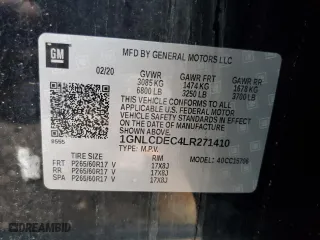 GM
MFD BY GENERAL MOTORS LLC
02/20 GVWR GAWR FRT GAWR RR
3085 KG 1474 KG 1678 KG
6800 LB 3250 LB 3700 LB
THIS VEHICLE CONFORMS TO ALL
APPLICABLE U.S. FEDERAL MOTOR
VEHICLE SAFETY AND THEFT
PREVENTION STANDARDS IN EFFECT
ON THE DATE OF MANUFACTURE
SHOWN ABOVE.
1GNLCDEC4LR271410
TYPE: M.P.V.
TIRE SIZE RIM MODEL:
FRT P265/60R17 V 17X8J
RR P265/60R17 V 17X8J
SPA P265/60R17 V 17X8J